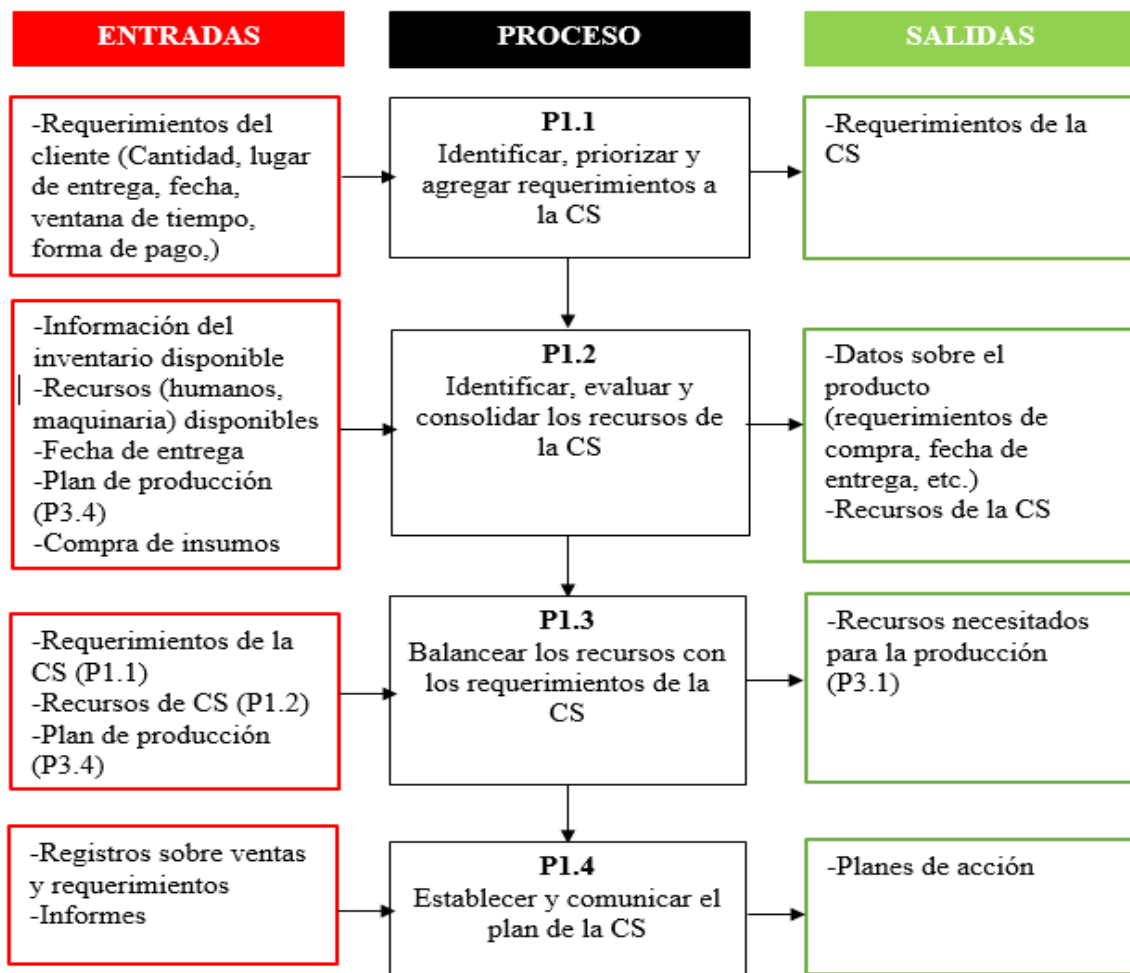 ENTRADAS
PROCESO
SALIDAS
-Requerimientos del
cliente (Cantidad, lugar
de entrega, fecha,
ventana de tiempo,
forma de pago,)
P1.1
Identificar, priorizar y
agregar requerimientos a
la CS
-Requerimientos de la
CS
-Información del
inventario disponible
-Recursos (humanos,
maquinaria) disponibles
-Fecha de entrega
-Plan de producción
(P3.4)
-Compra de insumos
P1.2
Identificar, evaluar y
consolidar los recursos de
la CS
-Datos sobre el
producto
(requerimientos de
compra, fecha de
entrega, etc.)
-Recursos de la CS
-Requerimientos de la
CS (P1.1)
-Recursos de CS (P1.2)
-Plan de producción
(P3.4)
P1.3
Balancear los recursos con
los requerimientos de la
CS
-Recursos necesitados
para la producción
(P3.1)
-Registros sobre ventas
y requerimientos
-Informes
P1.4
Establecer y comunicar el
plan de la CS
-Planes de acción